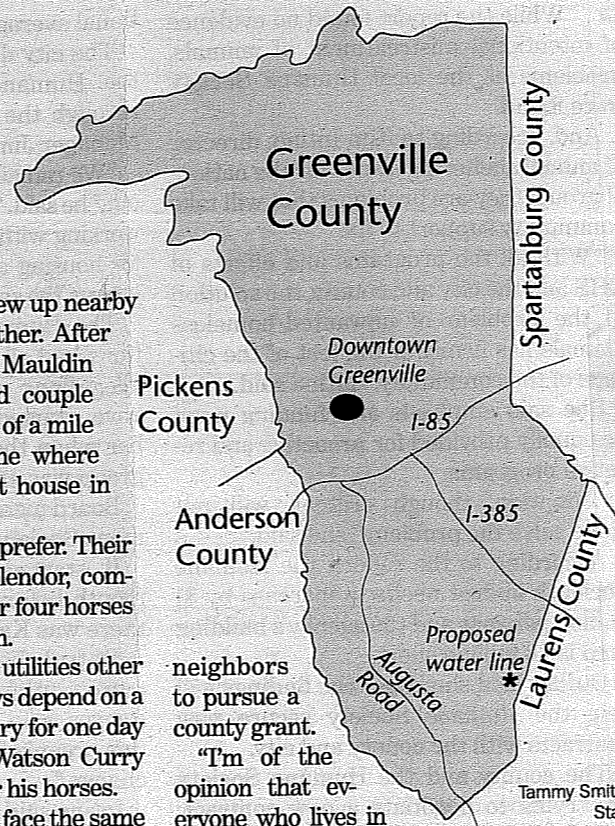 Greenville
County
Spartanburg County
Downtown
Greenville
Pickens
County
I-85
Anderson
County
I-385
Laurens County
Proposed
water line
*
Augusta
Road
ew up nearby
ther. After
Mauldin
d couple
of a mile
ne where
t house in
prefer. Their
lendor, com-
r four horses
n.
utilities other
ys depend on a
ry for one day
Watson Curry
r his horses.
face the same
neighbors
to pursue a
county grant.
"I'm of the
opinion that ev-
eryone who lives in
Tammy Smit
Sta